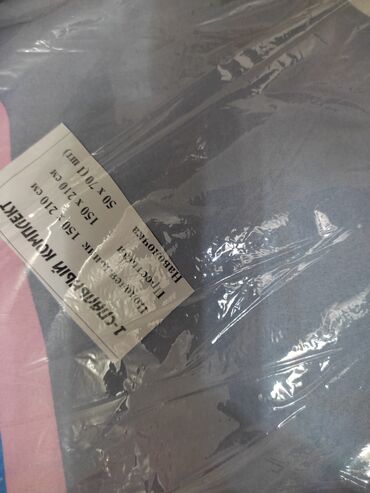 1-СПАЛЬНЫЙ КОМПЛЕКТ
Пододеяльник 150 х 210 см
Простыня 150 х 210 см
Наволочка 50 х 70 (1 шт)